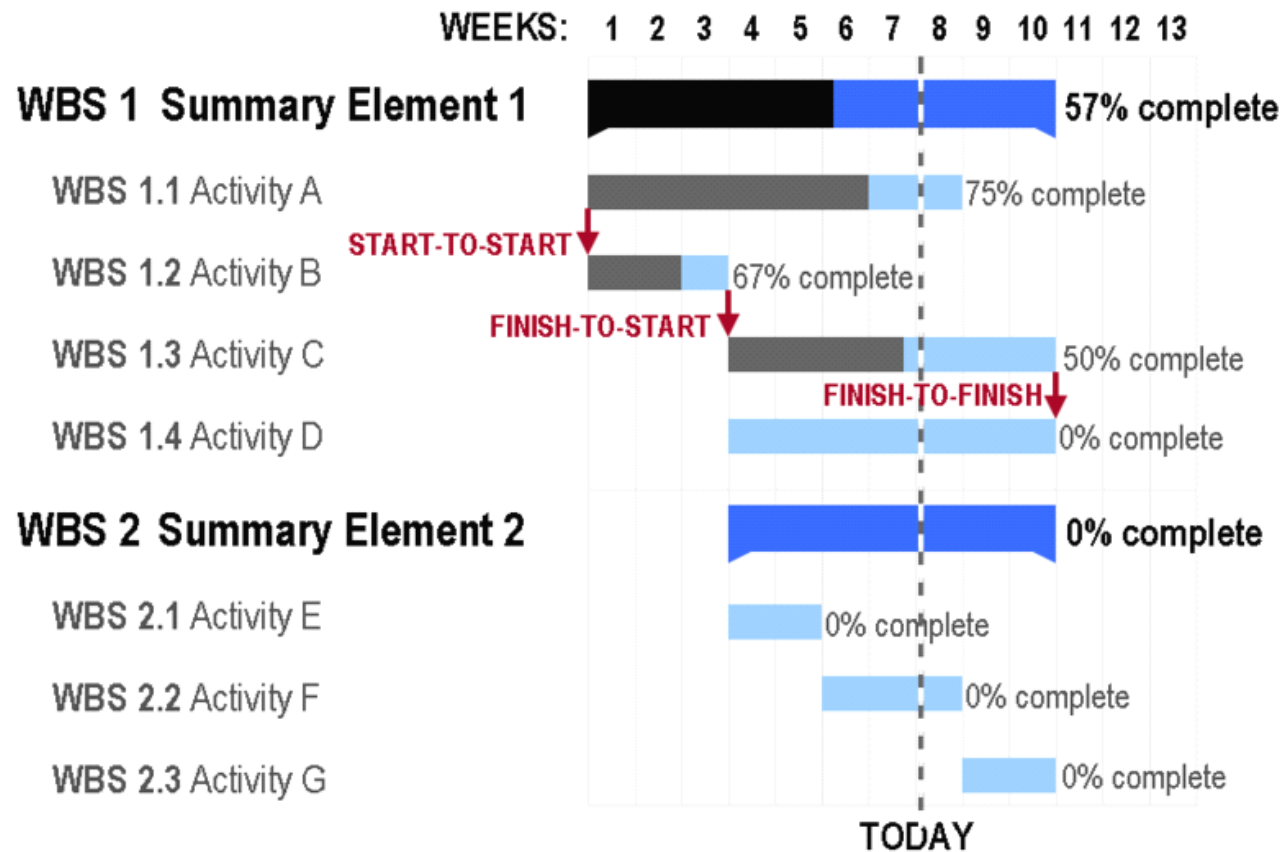 WEEKS: 1 2 3 4 5 6 7 8 9 10 11 12 13
WBS 1 Summary Element 1 57% complete
WBS 1.1 Activity A 75% complete
START-TO-START
WBS 1.2 Activity B 67% complete
FINISH-TO-START
WBS 1.3 Activity C 50% complete
FINISH-TO-FINISH
WBS 1.4 Activity D 0% complete
WBS 2 Summary Element 2 0% complete
WBS 2.1 Activity E 0% complete
WBS 2.2 Activity F 0% complete
WBS 2.3 Activity G 0% complete
TODAY